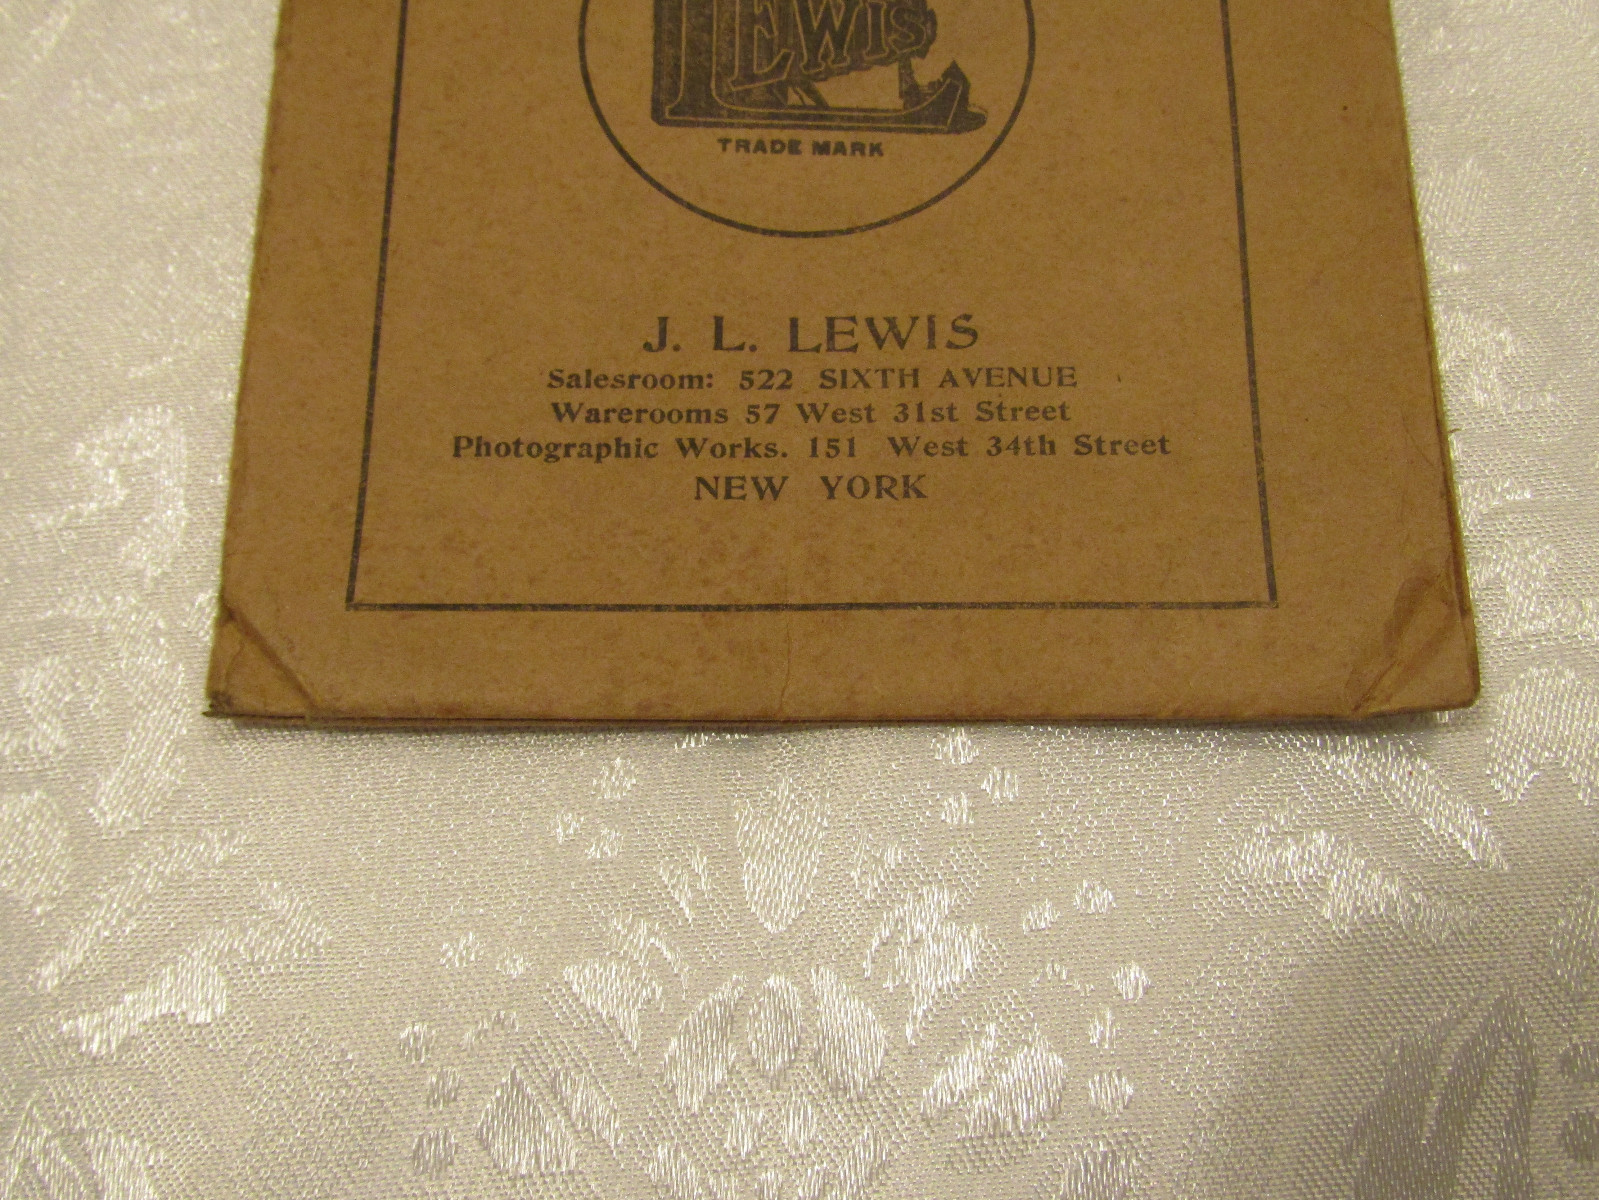 LEWIS
TRADE MARK
J. L. LEWIS
Salesroom: 522 SIXTH AVENUE
Warerooms 57 West 31st Street
Photographic Works. 151 West 34th Street
NEW YORK